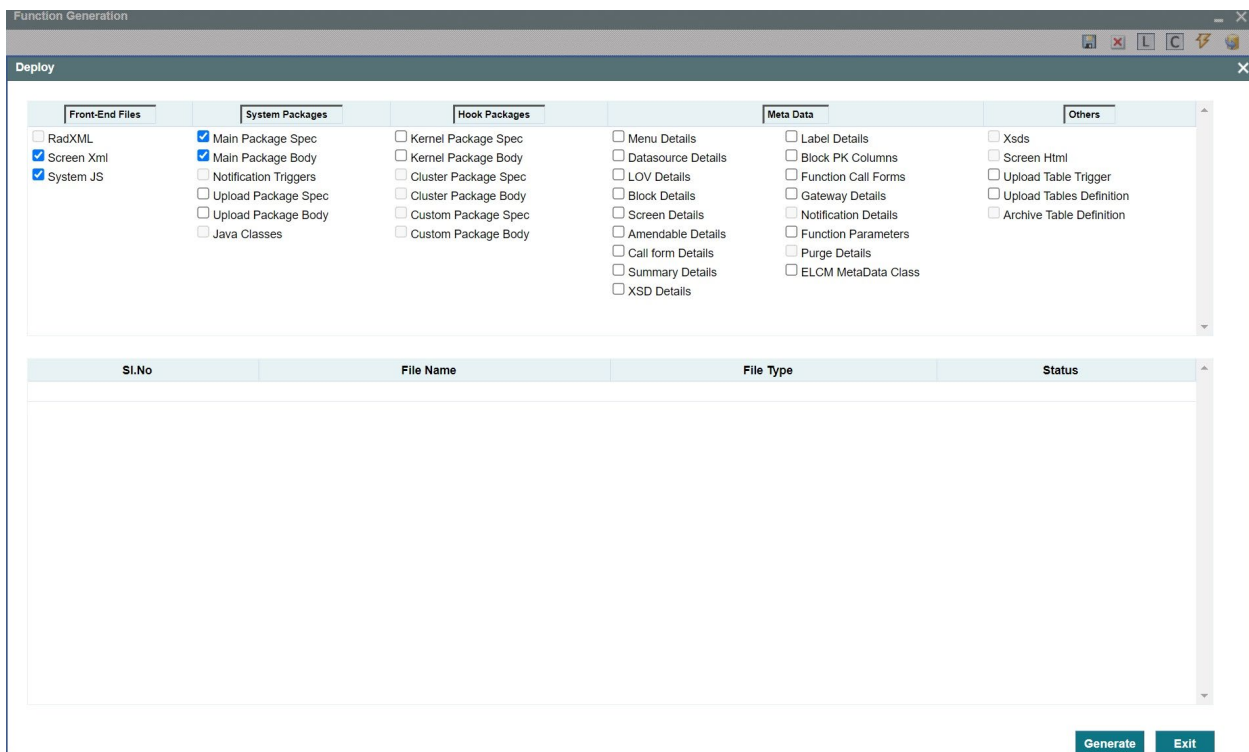 Function Generation
L C
Deploy
Front-End Files System Packages Hook Packages Meta Data Others
RadXML Main Package Spec Kernel Package Spec Menu Details Label Details Xsds
Screen Xml Main Package Body Kernel Package Body Datasource Details Block PK Columns Screen Html
System JS Notification Triggers Cluster Package Spec LOV Details Function Call Forms Upload Table Trigger
Upload Package Spec Cluster Package Body Block Details Gateway Details Upload Tables Definition
Upload Package Body Custom Package Spec Screen Details Notification Details Archive Table Definition
Java Classes Custom Package Body Amendable Details Function Parameters
Call form Details Purge Details
Summary Details ELCM MetaData Class
XSD Details
Sl.No File Name File Type Status
Generate Exit